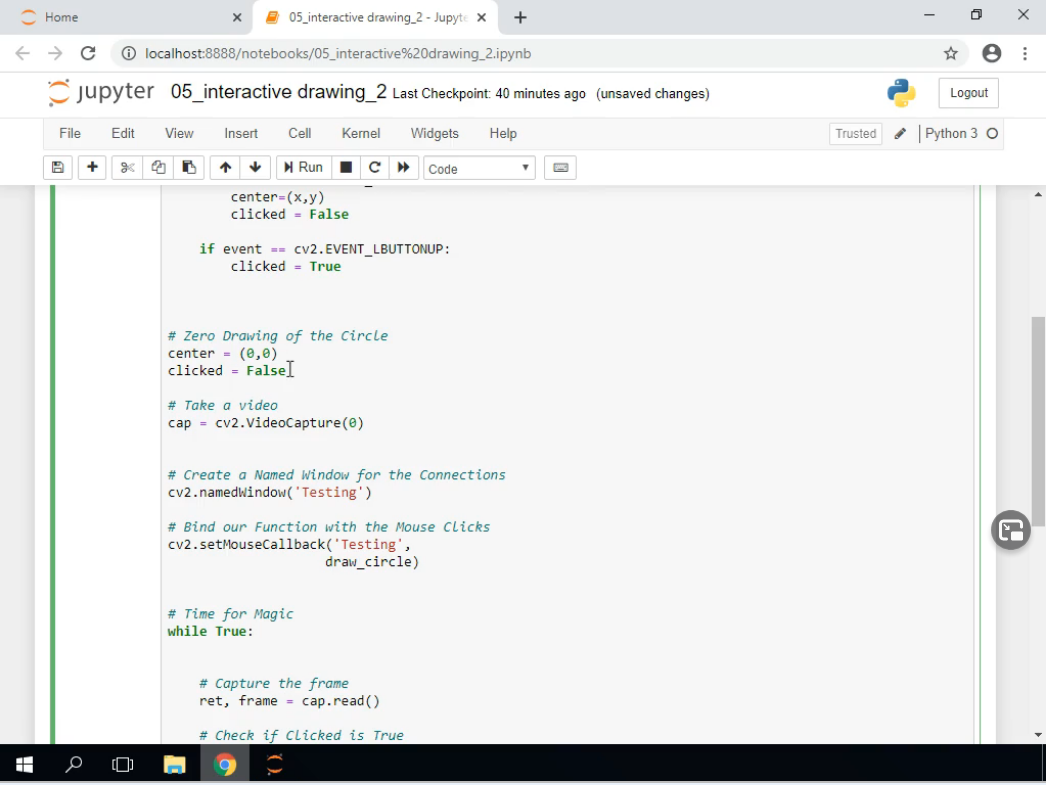 Home
05_interactive drawing_2 - Jupyte
localhost:8888/notebooks/05_interactive%20drawing_2.ipynb
jupyter 05_interactive drawing_2 Last Checkpoint: 40 minutes ago (unsaved changes)
Logout
File Edit View Insert Cell Kernel Widgets Help Trusted Python 3
Run Code
center=(x,y)
clicked = False
if event == cv2.EVENT_LBUTTONUP:
clicked = True
# Zero Drawing of the Circle
center = (0,0)
clicked = False
# Take a video
cap = cv2.VideoCapture(0)
# Create a Named Window for the Connections
cv2.namedWindow('Testing')
# Bind our Function with the Mouse Clicks
cv2.setMouseCallback('Testing',
draw_circle)
# Time for Magic
while True:
# Capture the frame
ret, frame = cap.read()
# Check if Clicked is True